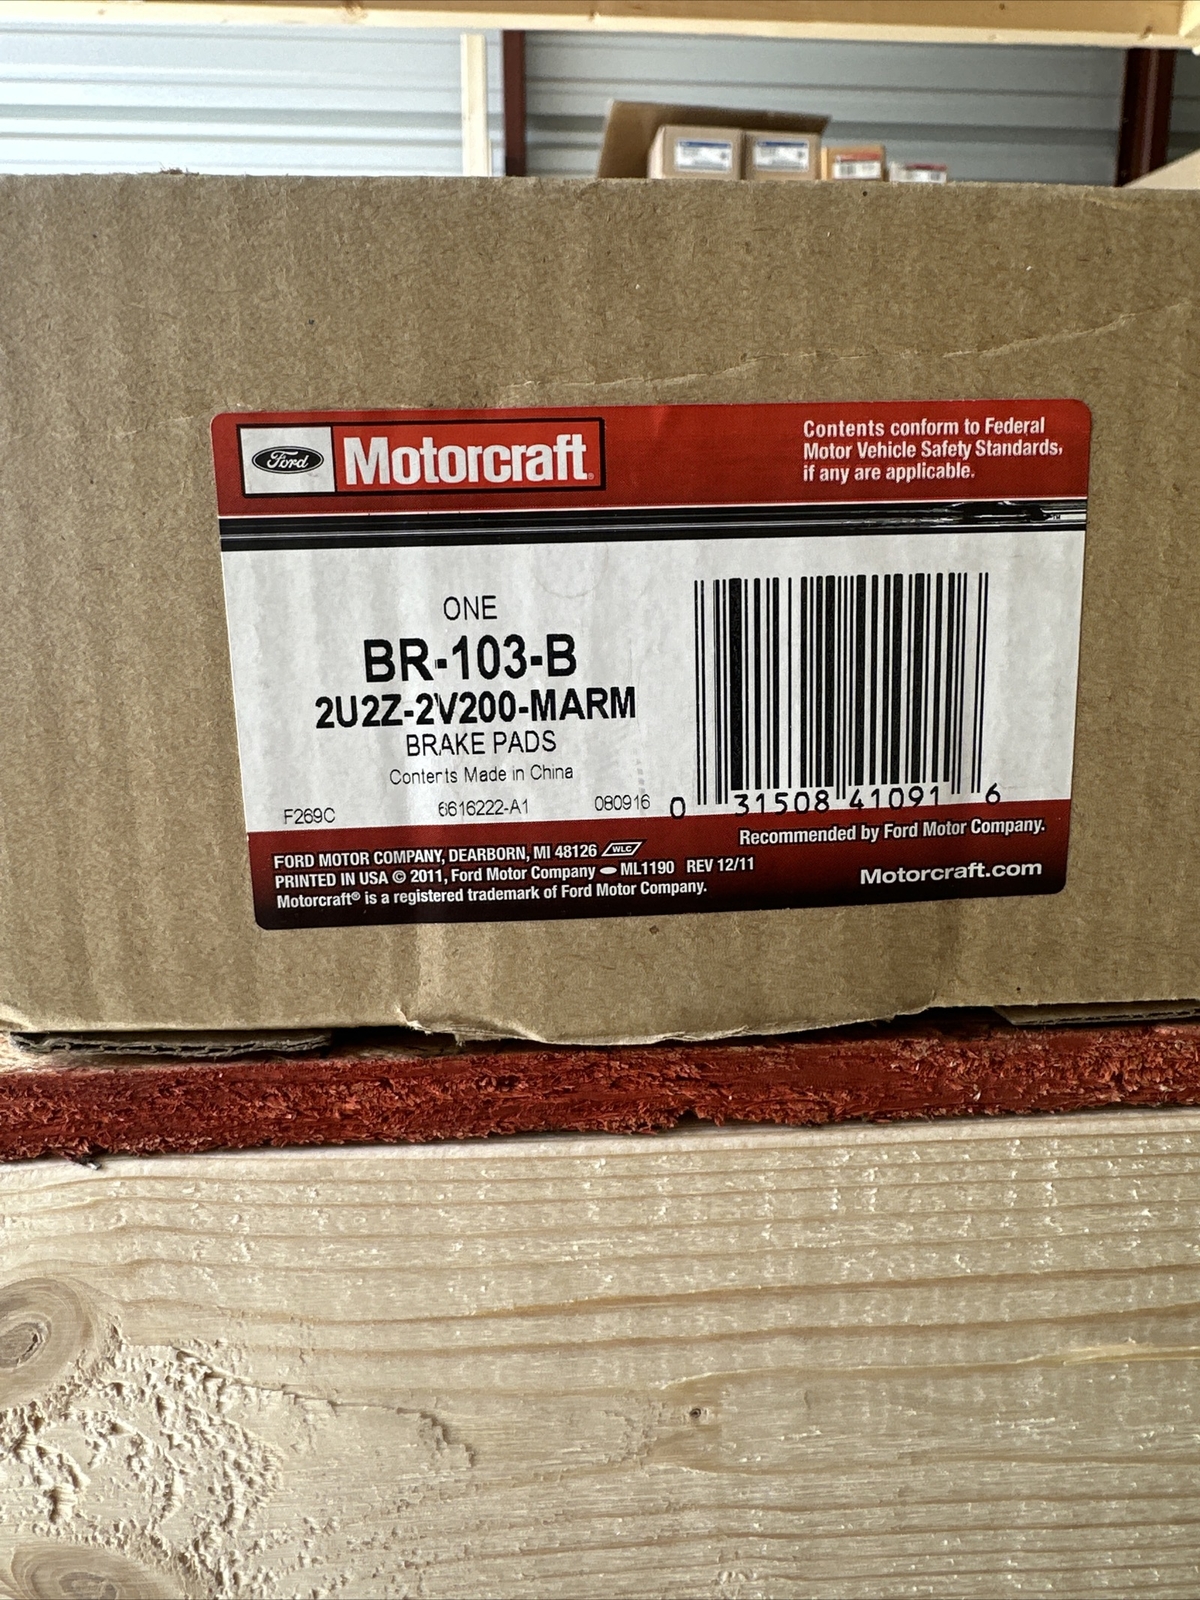 Ford Motorcraft®
Contents conform to Federal
Motor Vehicle Safety Standards,
if any are applicable.
ONE
BR-103-B
2U2Z-2V200-MARM
BRAKE PADS
Contents Made in China
F269C 6616222-A1 080916
0 31508 41091 6
Recommended by Ford Motor Company.
FORD MOTOR COMPANY, DEARBORN, MI 48126 WLC
PRINTED IN USA © 2011, Ford Motor Company ML1190 REV 12/11
Motorcraft® is a registered trademark of Ford Motor Company.
Motorcraft.com